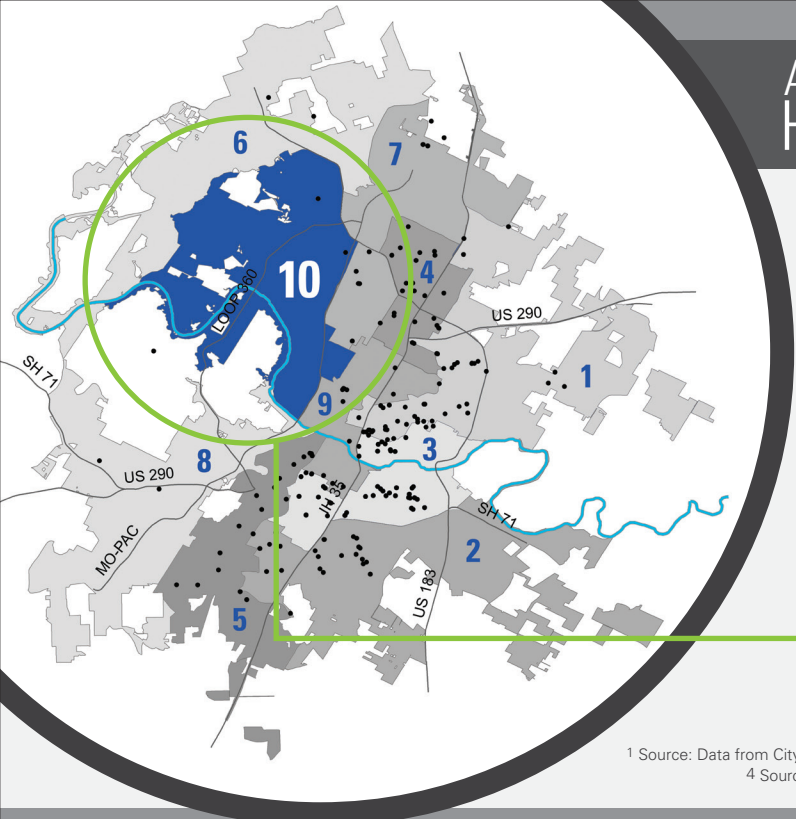 A
H
6
7
10
4
LOOP 360
US 290
SH 71
1
9
8
3
US 290
IH 35
SH 71
MO-PAC
2
US 183
5
1 Source: Data from City
4 Sourc